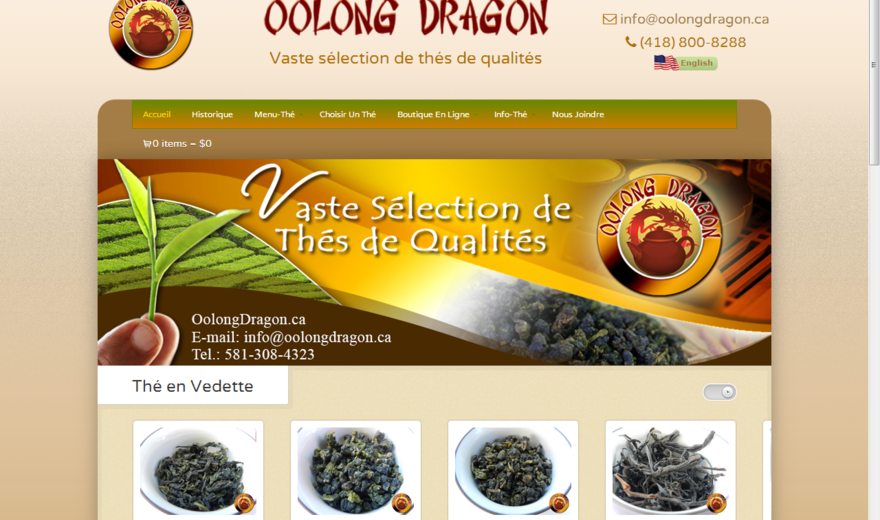 OOLONG DRAGON
OOLONG DRAGON
Vaste sélection de thés de qualités
info@oolongdragon.ca
(418) 800-8288
English
Accueil Historique Menu-Thé Choisir Un Thé Boutique En Ligne Info-Thé Nous Joindre
0 items – $0
Vaste Sélection de
Thés de Qualités
OOLONG DRAGON
OolongDragon.ca
E-mail: info@oolongdragon.ca
Tel.: 581-308-4323
Thé en Vedette